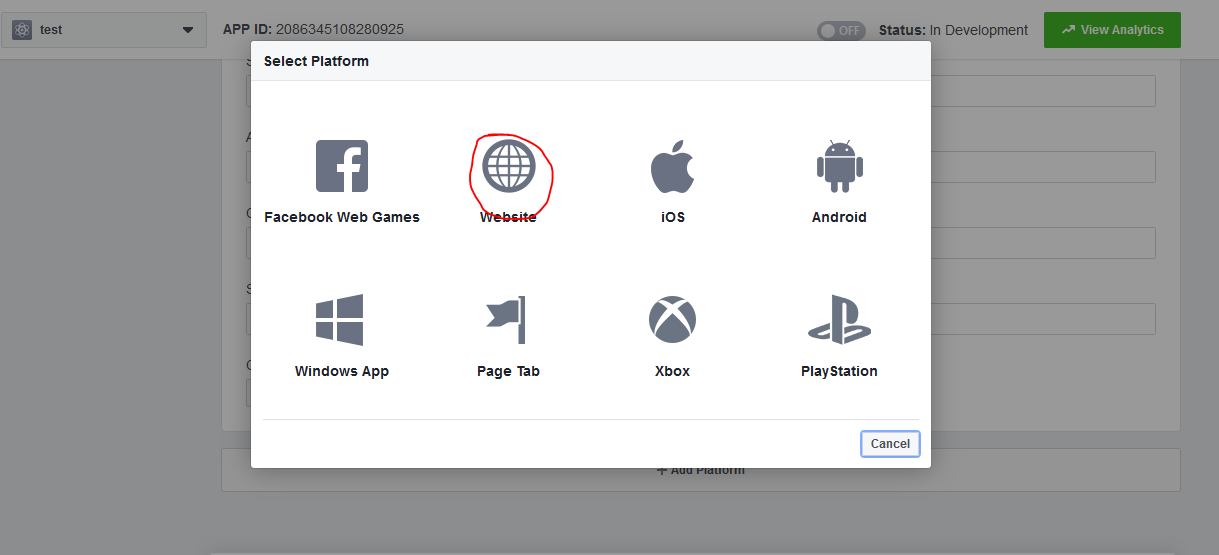 test
APP ID: 2086345108280925
OFF
Status: In Development
View Analytics
Select Platform
Facebook Web Games
Website
iOS
Android
Windows App
Page Tab
Xbox
PlayStation
Cancel
+ Add Platform